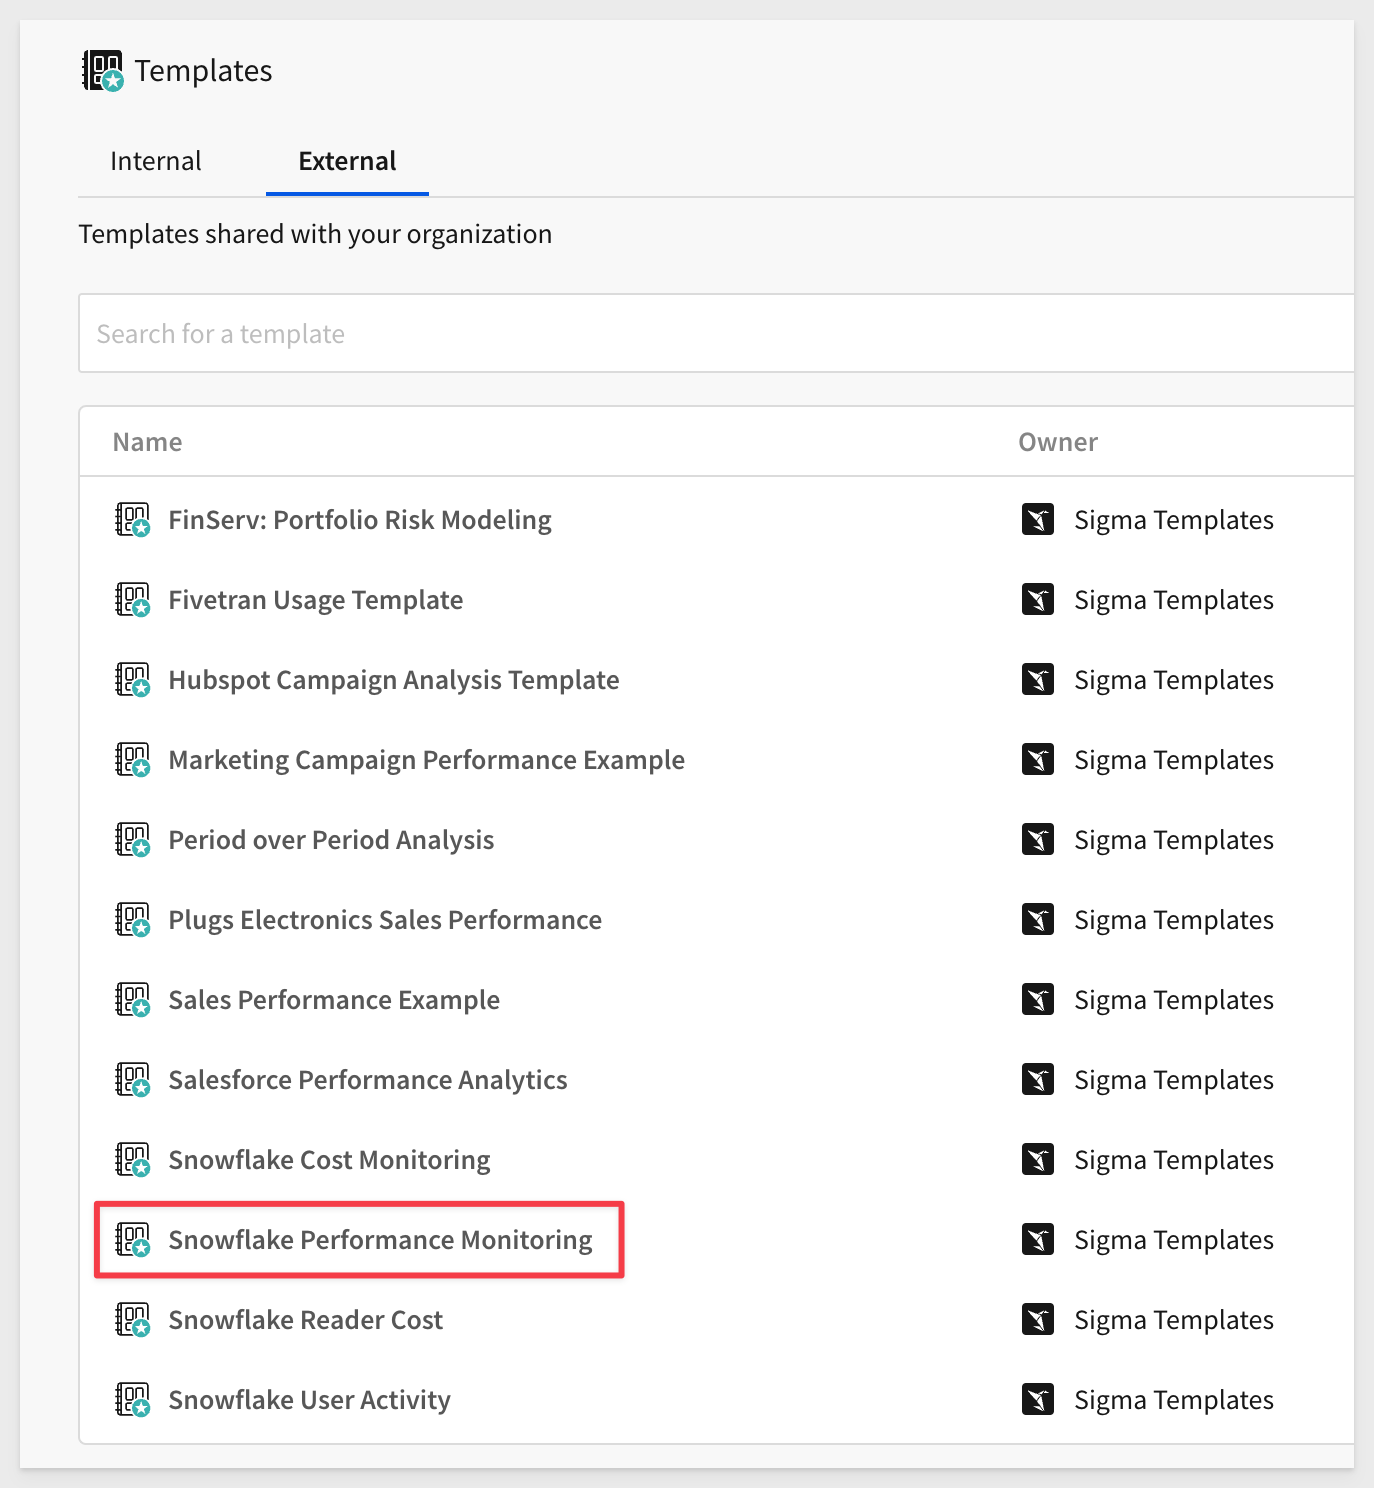 Templates
Internal External
Templates shared with your organization
Search for a template
Name Owner
FinServ: Portfolio Risk Modeling Sigma Templates
Fivetran Usage Template Sigma Templates
Hubspot Campaign Analysis Template Sigma Templates
Marketing Campaign Performance Example Sigma Templates
Period over Period Analysis Sigma Templates
Plugs Electronics Sales Performance Sigma Templates
Sales Performance Example Sigma Templates
Salesforce Performance Analytics Sigma Templates
Snowflake Cost Monitoring Sigma Templates
Snowflake Performance Monitoring Sigma Templates
Snowflake Reader Cost Sigma Templates
Snowflake User Activity Sigma Templates